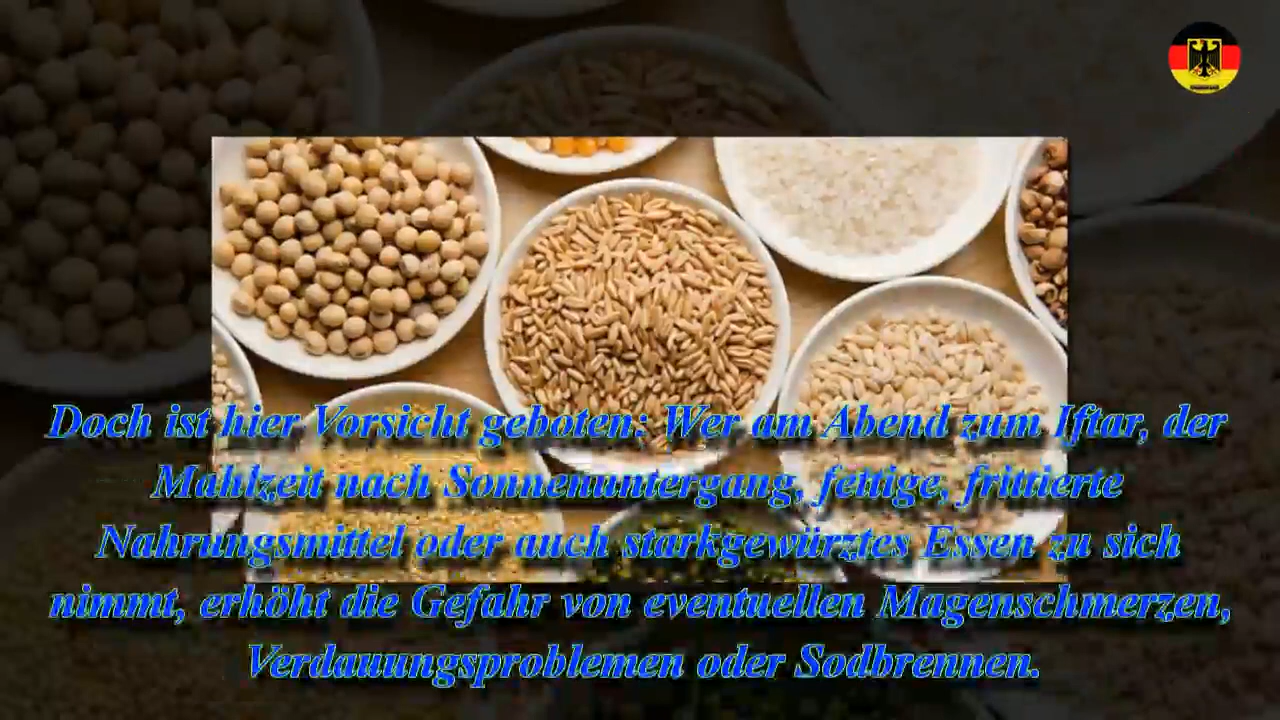 Doch ist hier Vorsicht geboten: Wer am Abend zum Iftar, der
Mahlzeit nach Sonnenuntergang, fettige, frittierte
Nahrungsmittel oder auch starkgewürztes Essen zu sich
nimmt, erhöht die Gefahr von eventuellen Magenschmerzen,
Verdauungsproblemen oder Sodbrennen.